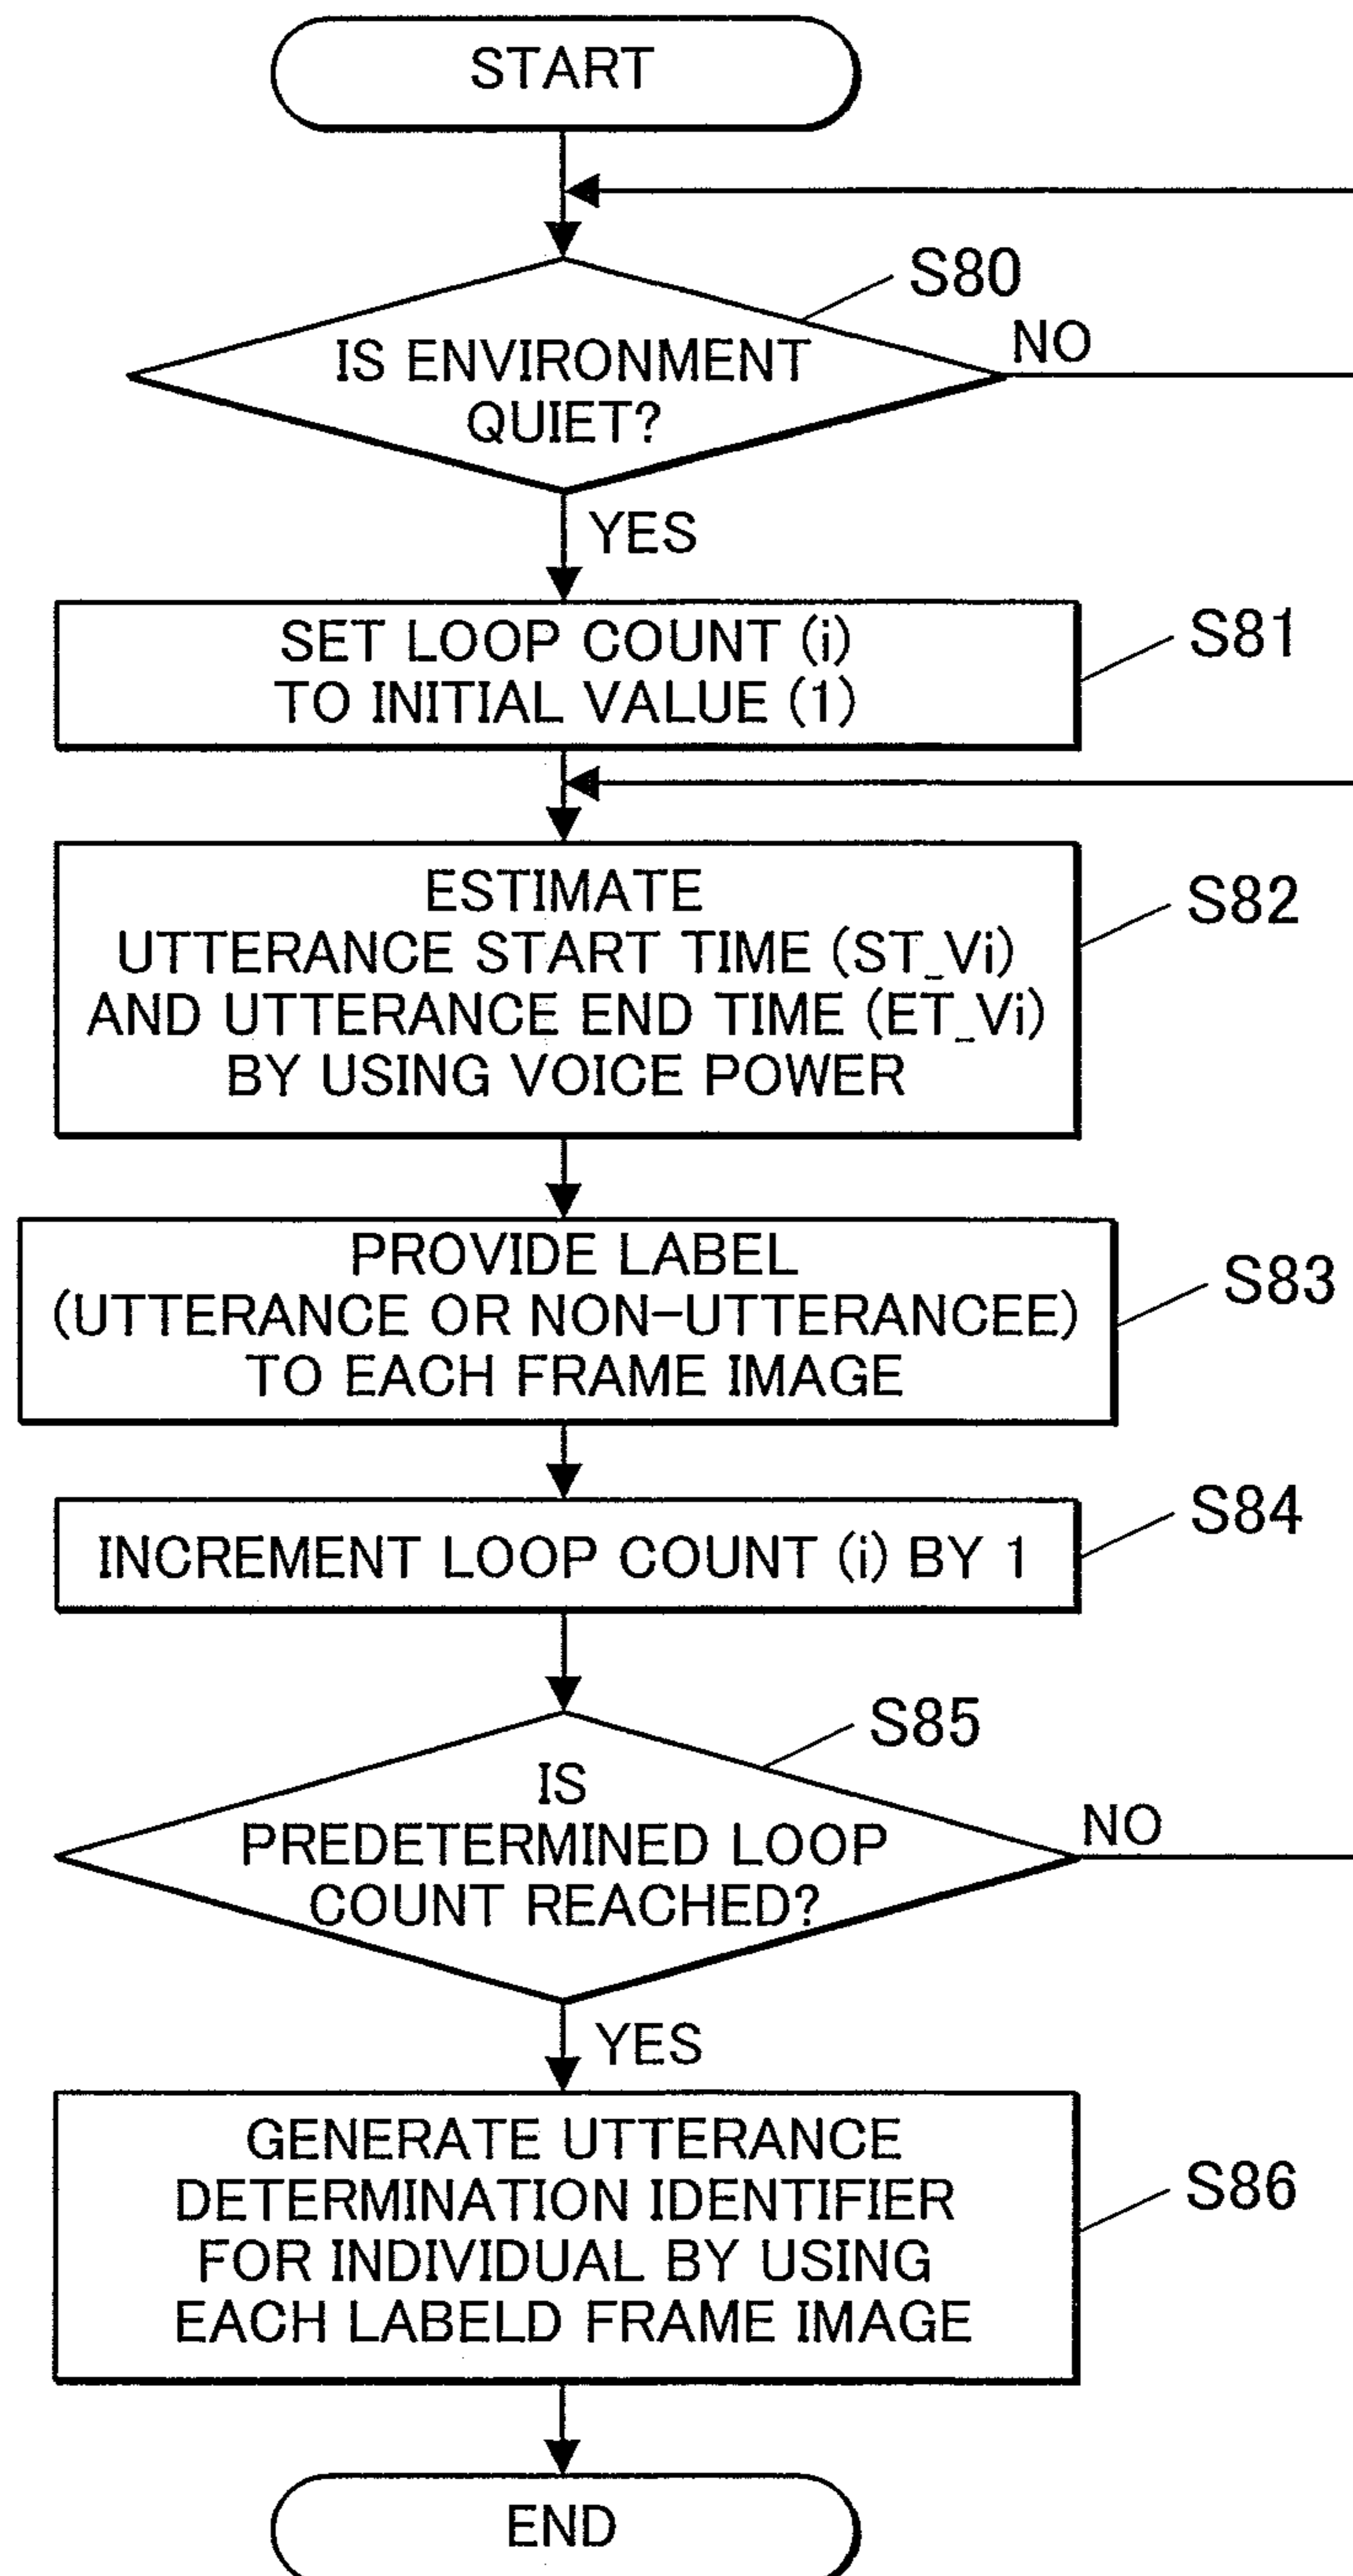 START
S80
IS ENVIRONMENT
QUIET?
NO
YES
SET LOOP COUNT (i)
TO INITIAL VALUE (1)
S81
ESTIMATE
UTTERANCE START TIME (ST_Vi)
AND UTTERANCE END TIME (ET_Vi)
BY USING VOICE POWER
S82
PROVIDE LABEL
(UTTERANCE OR NON-UTTERANCEE)
TO EACH FRAME IMAGE
S83
INCREMENT LOOP COUNT (i) BY 1
S84
S85
IS
PREDETERMINED LOOP
COUNT REACHED?
NO
YES
GENERATE UTTERANCE
DETERMINATION IDENTIFIER
FOR INDIVIDUAL BY USING
EACH LABELD FRAME IMAGE
S86
END